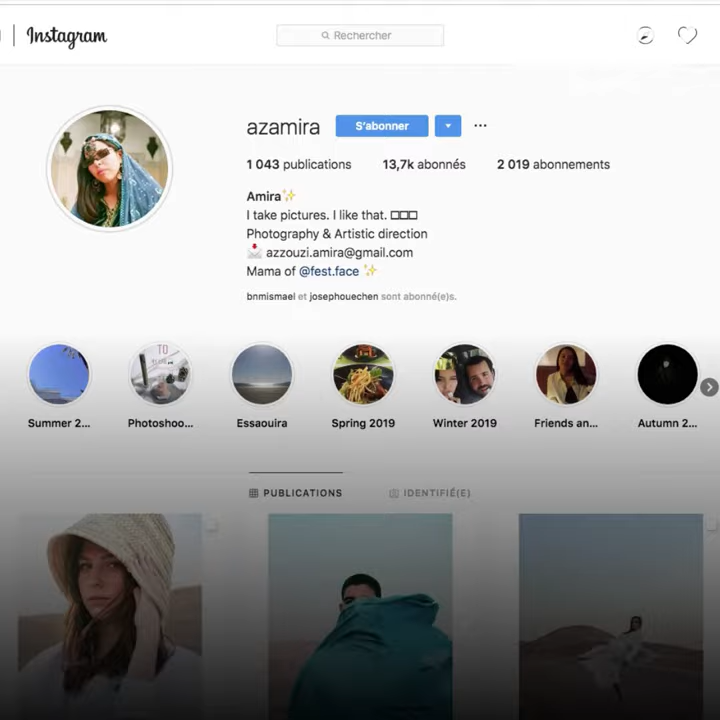 Instagram
Rechercher
azamira S'abonner
1 043 publications 13,7k abonnés 2 019 abonnements
Amira✨
I take pictures. I like that. □□□
Photography & Artistic direction
📩 azzouzi.amira@gmail.com
Mama of @fest.face ✨
bnmismael et josephouechen sont abonné(e)s.
Summer 2... Photoshoo... Essaouira Spring 2019 Winter 2019 Friends an... Autumn 2...
PUBLICATIONS IDENTIFIÉ(E)